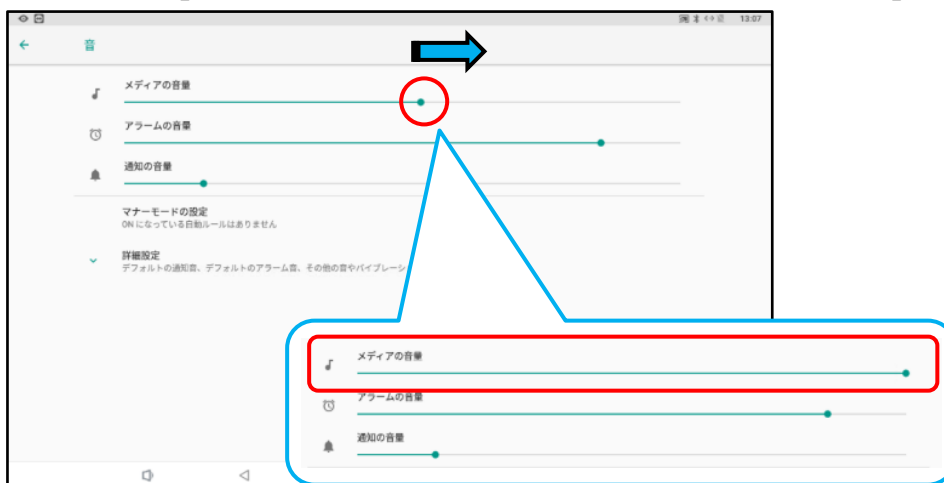 13:07
音
メディアの音量
アラームの音量
通知の音量
マナーモードの設定
ON になっている自動ルールはありません
詳細設定
デフォルトの通知音、デフォルトのアラーム音、その他の音やバイブレーシ
メディアの音量
アラームの音量
通知の音量